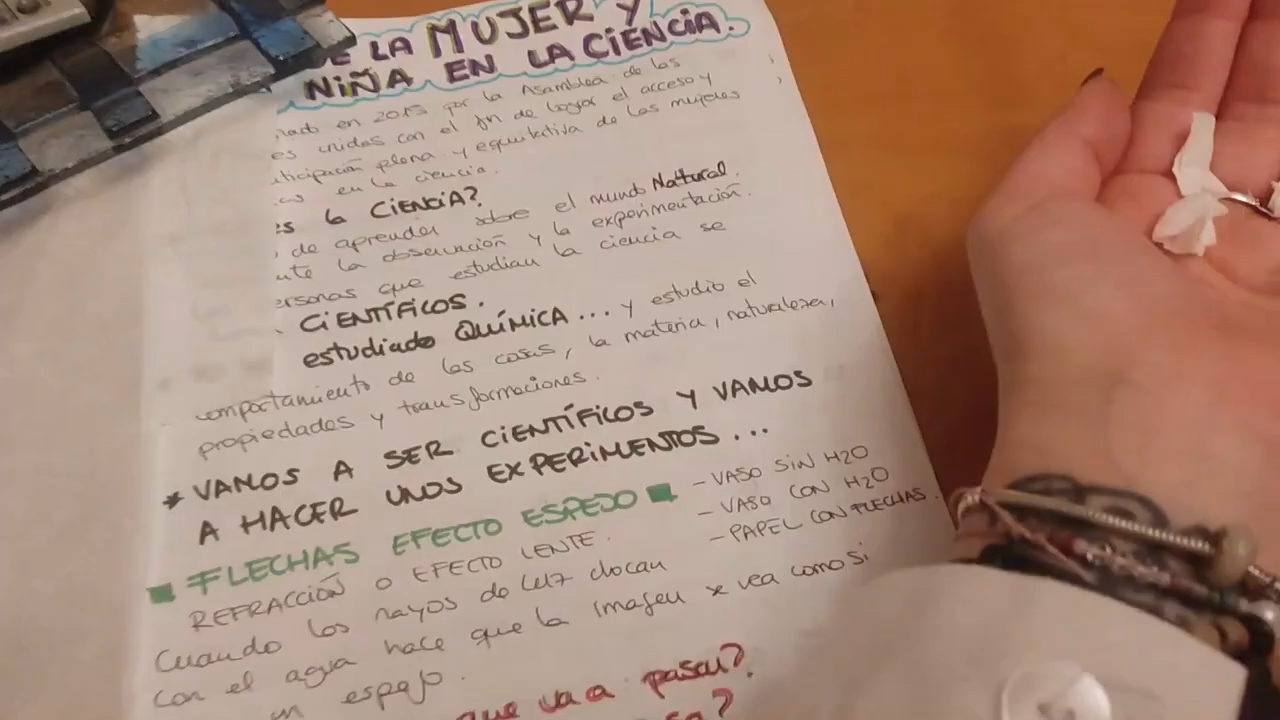 DE LA MUJER Y
NIÑA EN LA CIENCIA.
en 2015 por la Asamblea de las
unidas con el fin de lograr el acceso y
plena y equitativa de las mujeres
en la ciencia.
la CIENCIA?
de aprender sobre el mundo Natural.
la observación y la experimentación.
que estudian la ciencia se
CIENTÍFICOS.
estudiado QUÍMICA... y estudio el
comportamiento de las cosas, la materia, naturaleza,
propiedades y transformaciones.
* VAMOS A SER CIENTÍFICOS Y VAMOS
A HACER UNOS EXPERIMENTOS...
FLECHAS EFECTO ESPEJO
- VASO SIN H2O
- VASO CON H2O
- PAPEL CON FLECHAS.
REFRACCIÓN O EFECTO LENTE.
Cuando los rayos de luz chocan
con el agua hace que la imagen se vea como si
un espejo.
que va a pasar?